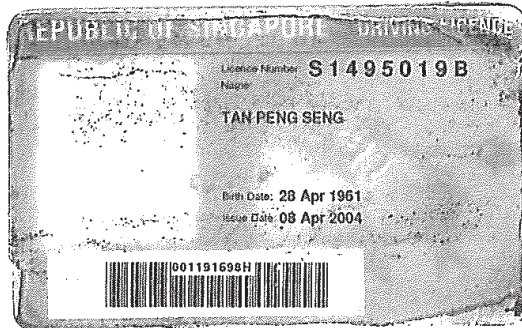 REPUBLIC OF SINGAPORE DRIVING LICENCE
Licence Number S1495019B
Name
TAN PENG SENG
Birth Date: 28 Apr 1961
Issue Date: 08 Apr 2004
001191698H